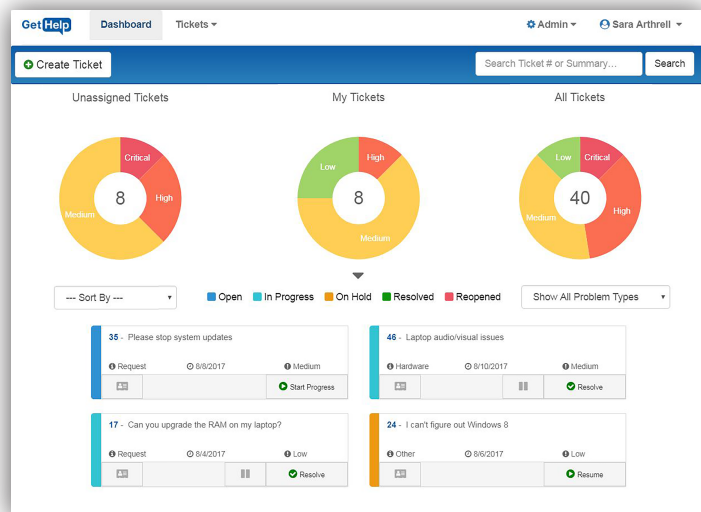 GetHelp Dashboard Tickets Admin Sara Arthrell
Create Ticket Search Ticket # or Summary... Search
Unassigned Tickets My Tickets All Tickets
Critical High Medium 8
Low High Medium 8
Low Critical High Medium 40
--- Sort By --- Open In Progress On Hold Resolved Reopened Show All Problem Types
35 - Please stop system updates
Request 8/8/2017 Medium
Start Progress
46 - Laptop audio/visual issues
Hardware 8/10/2017 Medium
Resolve
17 - Can you upgrade the RAM on my laptop?
Request 8/4/2017 Low
Resolve
24 - I can't figure out Windows 8
Other 8/6/2017 Low
Resume